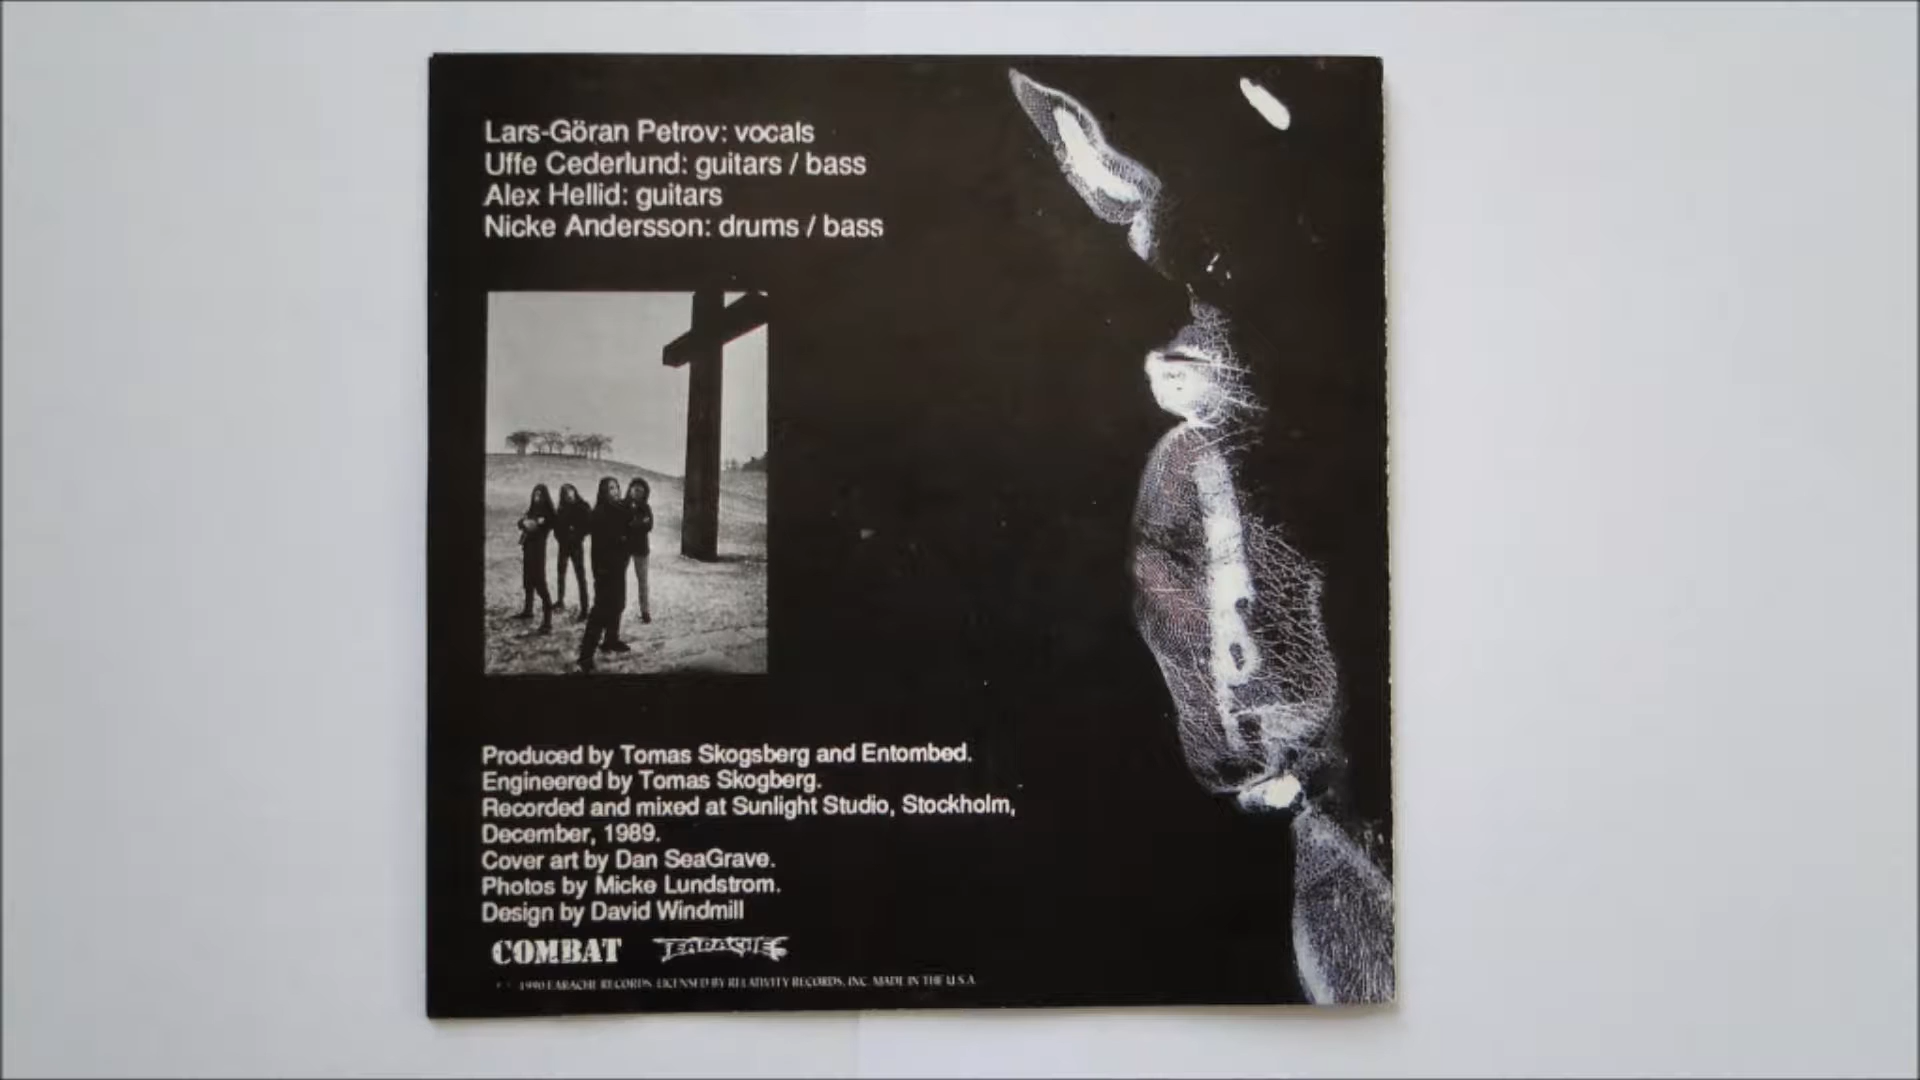 Lars-Göran Petrov: vocals
Uffe Cederlund: guitars / bass
Alex Hellid: guitars
Nicke Andersson: drums / bass
Produced by Tomas Skogsberg and Entombed.
Engineered by Tomas Skogberg.
Recorded and mixed at Sunlight Studio, Stockholm,
December, 1989.
Cover art by Dan SeaGrave.
Photos by Micke Lundstrom.
Design by David Windmill
COMBAT EARACHE
1990 EARACHE RECORDS. LICENSED BY RELATIVITY RECORDS, INC. MADE IN THE U.S.A.